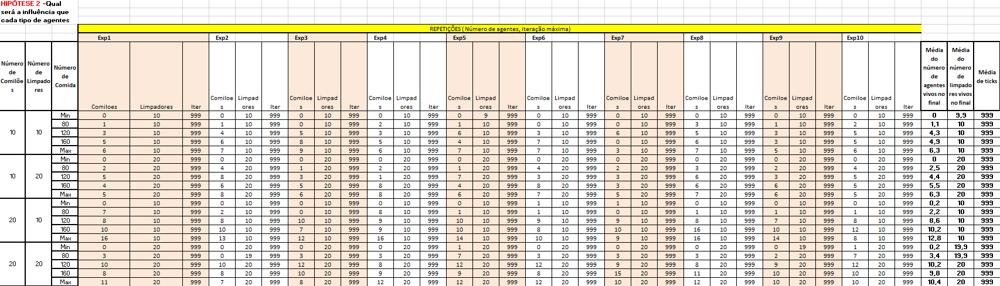 HIPÓTESE 2 -Qual
será a influência que
cada tipo de agentes
REPETIÇÕES ( Número de agentes, iteração máxima)
Exp1 Exp2 Exp3 Exp4 Exp5 Exp6 Exp7 Exp8 Exp9 Exp10
Número de Comilões Número de Limpadores Número de Comida Comiloes Limpadores Iter Comiloes Limpadores Iter Comiloes Limpadores Iter Comiloes Limpadores Iter Comiloes Limpadores Iter Comiloes Limpadores Iter Comiloes Limpadores Iter Comiloes Limpadores Iter Comiloes Limpadores Iter Comiloes Limpadores Iter Média do número de agentes vivos no final Média do número de limpadores vivos no final Média de ticks
Min 0 10 999 0 10 999 0 10 999 0 10 999 0 9 999 0 10 999 0 10 999 0 10 999 0 10 999 0 10 999 0 9,9 999
80 1 10 999 1 10 999 0 10 999 2 10 999 1 10 999 0 10 999 0 10 999 3 10 999 1 10 999 2 10 999 1,1 10 999
10 10 120 3 10 999 4 10 999 5 10 999 3 10 999 6 10 999 3 10 999 6 10 999 5 10 999 3 10 999 5 10 999 4,3 10 999
160 5 10 999 6 10 999 8 10 999 5 10 999 4 10 999 7 10 999 0 10 999 6 10 999 3 10 999 5 10 999 4,9 10 999
Max 6 10 999 7 10 999 9 10 999 6 10 999 7 10 999 7 10 999 3 10 999 7 10 999 5 10 999 6 10 999 6,3 10 999
Min 0 20 999 0 20 999 0 20 999 0 20 999 0 20 999 0 20 999 0 20 999 0 20 999 0 20 999 0 20 999 0 20 999
80 2 20 999 4 20 999 1 20 999 2 20 999 1 20 999 4 20 999 2 20 999 3 20 999 2 20 999 4 20 999 2,5 20 999
10 20 120 5 20 999 8 20 999 3 20 999 1 20 999 7 20 999 3 20 999 3 20 999 6 20 999 3 20 999 5 20 999 4,4 20 999
160 4 20 999 6 20 999 5 20 999 8 20 999 4 20 999 8 20 999 3 20 999 6 20 999 6 20 999 5 20 999 5,5 20 999
Max 5 20 999 8 20 999 6 20 999 8 20 999 6 20 999 7 20 999 5 20 999 7 20 999 6 20 999 5 20 999 6,3 20 999
Min 0 10 999 0 10 999 0 10 999 0 10 999 0 10 999 1 10 999 1 10 999 0 10 999 0 10 999 0 10 999 0,2 10 999
80 7 10 999 2 10 999 0 10 999 8 10 999 1 10 999 1 10 999 0 10 999 1 10 999 1 10 999 1 10 999 2,2 10 999
20 10 120 8 10 999 8 10 999 10 10 999 9 10 999 10 10 999 9 10 999 9 10 999 8 10 999 7 10 999 8 10 999 8,6 10 999
160 10 10 999 10 10 999 7 10 999 9 10 999 10 10 999 8 10 999 10 10 999 16 10 999 10 10 999 12 10 999 10,2 10 999
Max 16 10 999 13 10 999 12 10 999 16 10 999 14 10 999 10 10 999 9 10 999 16 10 999 14 10 999 8 10 999 12,8 10 999
Min 0 20 999 0 20 999 0 20 999 0 20 999 1 20 999 0 20 999 0 20 999 0 20 999 0 19 999 1 20 999 0,2 19,9 999
80 3 20 999 0 19 999 3 20 999 3 20 999 7 20 999 3 20 999 3 20 999 3 20 999 2 20 999 7 20 999 3,4 19,9 999
20 20 120 10 20 999 10 20 999 12 20 999 8 20 999 12 20 999 12 20 999 9 20 999 8 20 999 9 20 999 12 20 999 10,2 20 999
160 8 20 999 8 20 999 10 20 999 9 20 999 9 20 999 8 20 999 15 20 999 11 20 999 10 20 999 10 20 999 9,8 20 999
Max 11 20 999 7 20 999 8 20 999 12 20 999 12 20 999 12 20 999 10 20 999 12 20 999 10 20 999 10 20 999 10,4 20 999